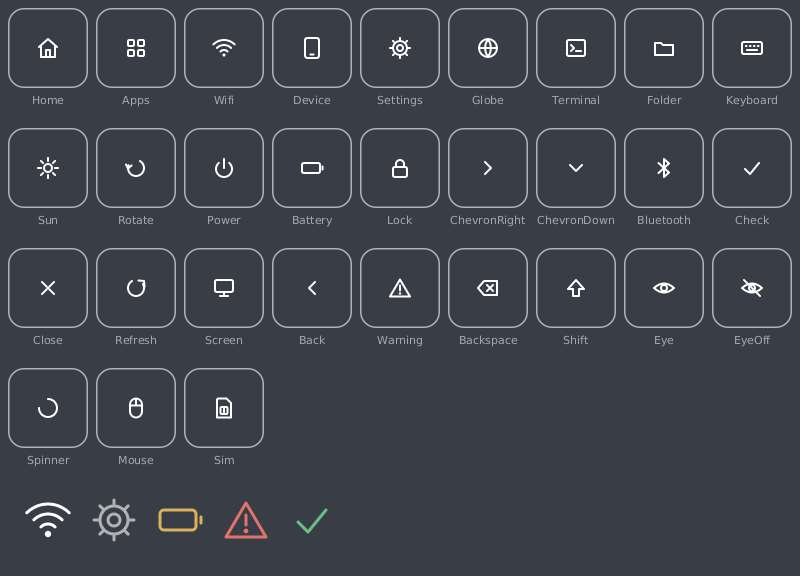 Home Apps Wifi Device Settings Globe Terminal Folder Keyboard
Sun Rotate Power Battery Lock ChevronRight ChevronDown Bluetooth Check
Close Refresh Screen Back Warning Backspace Shift Eye EyeOff
Spinner Mouse Sim